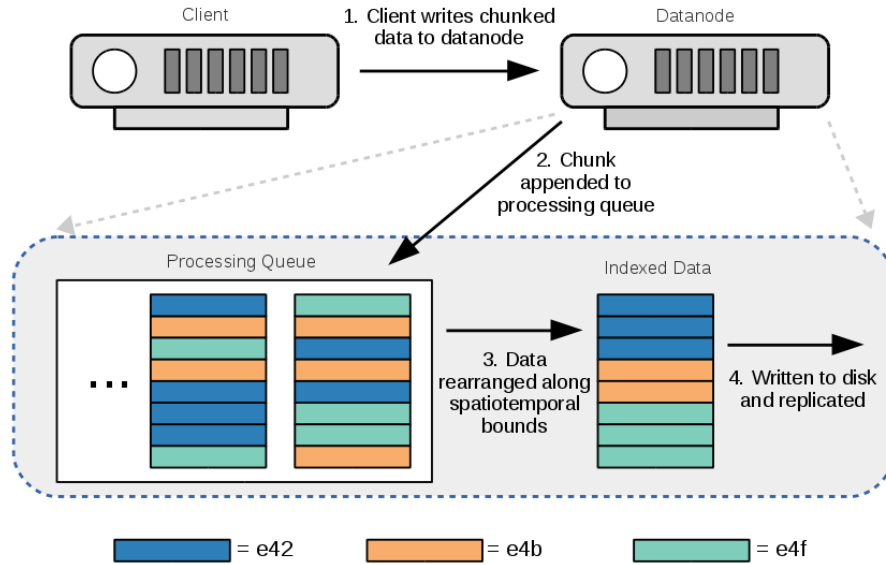 Client
1. Client writes chunked
data to datanode
Datanode
2. Chunk
appended to
processing queue
Processing Queue
Indexed Data
...
3. Data
rearranged along
spatiotemporal
bounds
4. Written to disk
and replicated
= e42
= e4b
= e4f